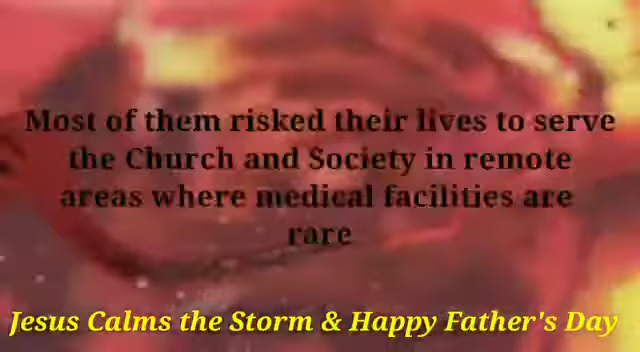 Most of them risked their lives to serve
the Church and Society in remote
areas where medical facilities are
rare
Jesus Calms the Storm & Happy Father's Day